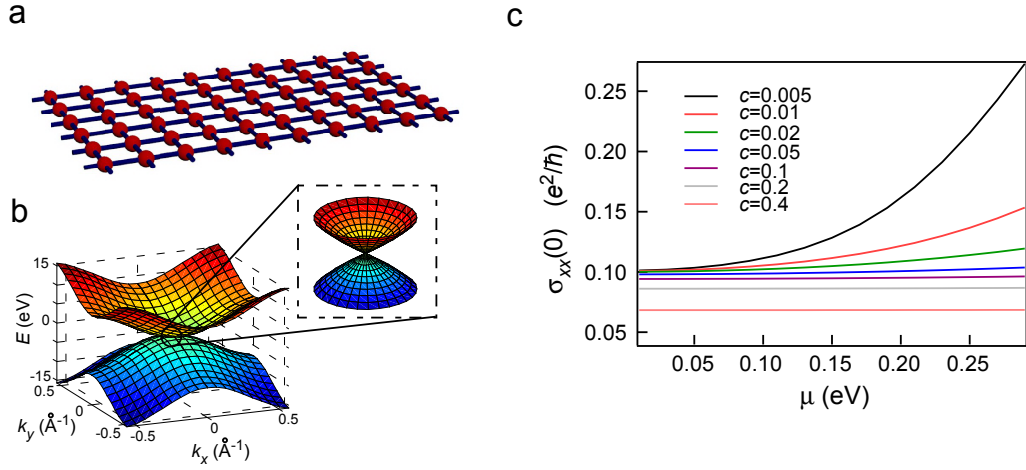 a
b
E (eV)
15
0
-15
0.5
0
-0.5
k_y (Å⁻¹)
-0.5
0
0.5
k_x (Å⁻¹)
c
σ_xx(0) (e²/ħ)
0.25
0.20
0.15
0.10
0.05
c=0.005
c=0.01
c=0.02
c=0.05
c=0.1
c=0.2
c=0.4
0.05 0.10 0.15 0.20 0.25
μ (eV)